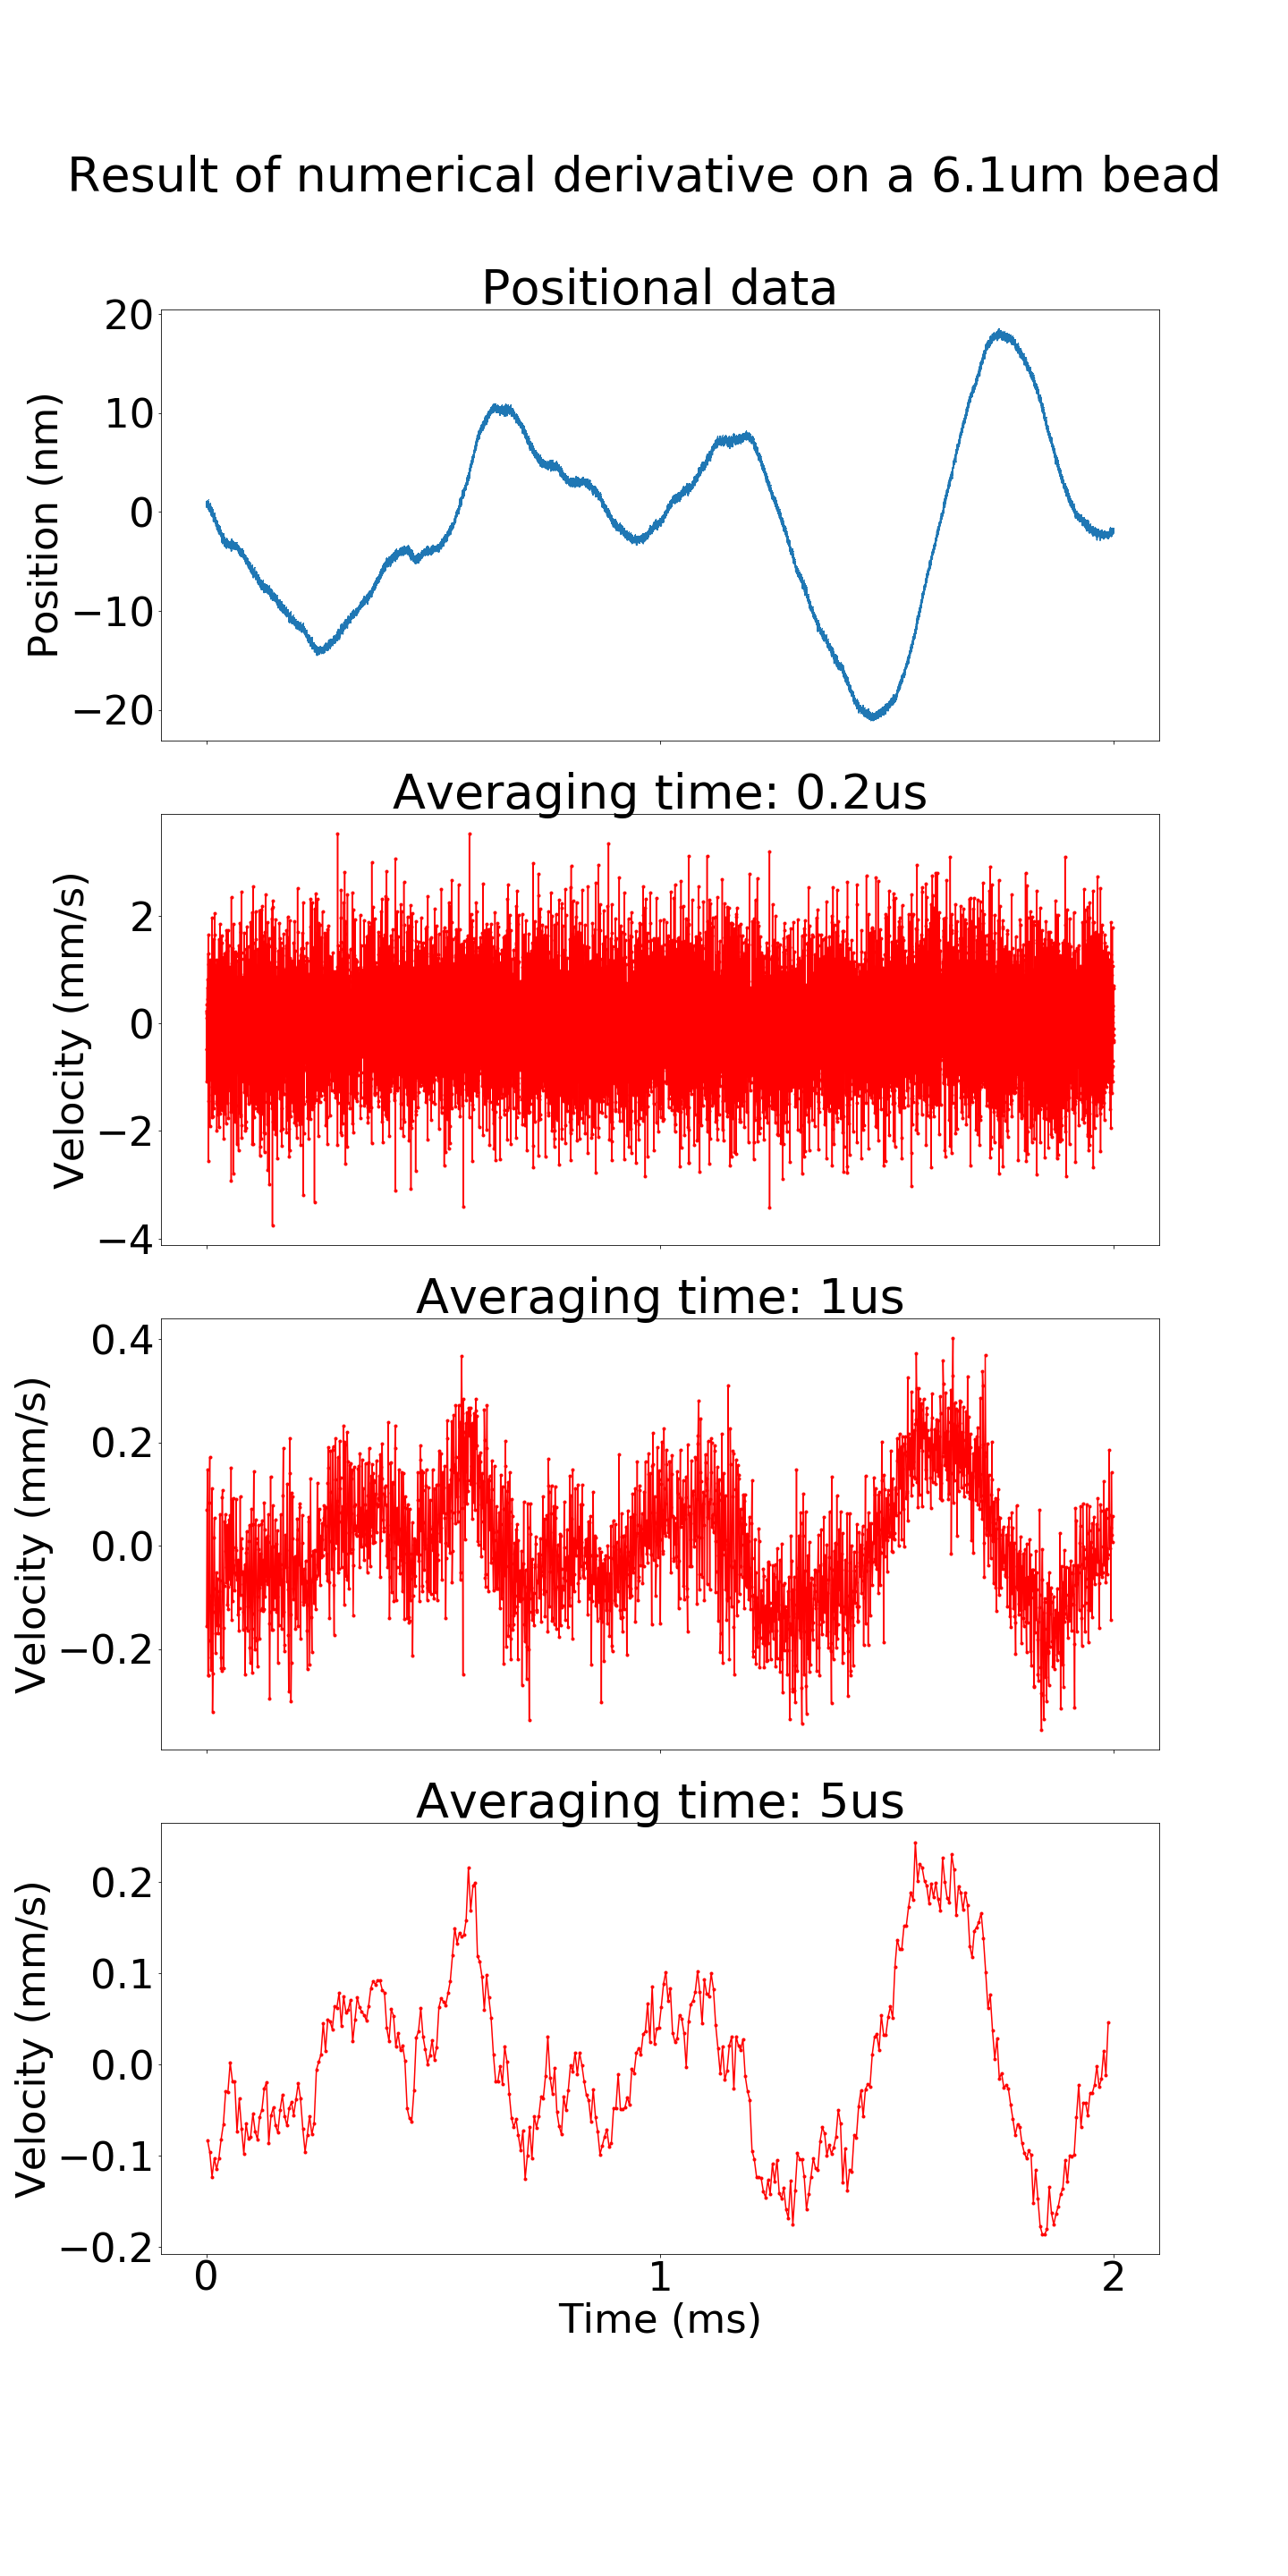 Result of numerical derivative on a 6.1um bead
Positional data
20
10
0
−10
−20
Position (nm)
Averaging time: 0.2us
2
0
−2
−4
Velocity (mm/s)
Averaging time: 1us
0.4
0.2
0.0
−0.2
Velocity (mm/s)
Averaging time: 5us
0.2
0.1
0.0
−0.1
−0.2
Velocity (mm/s)
0 1 2
Time (ms)